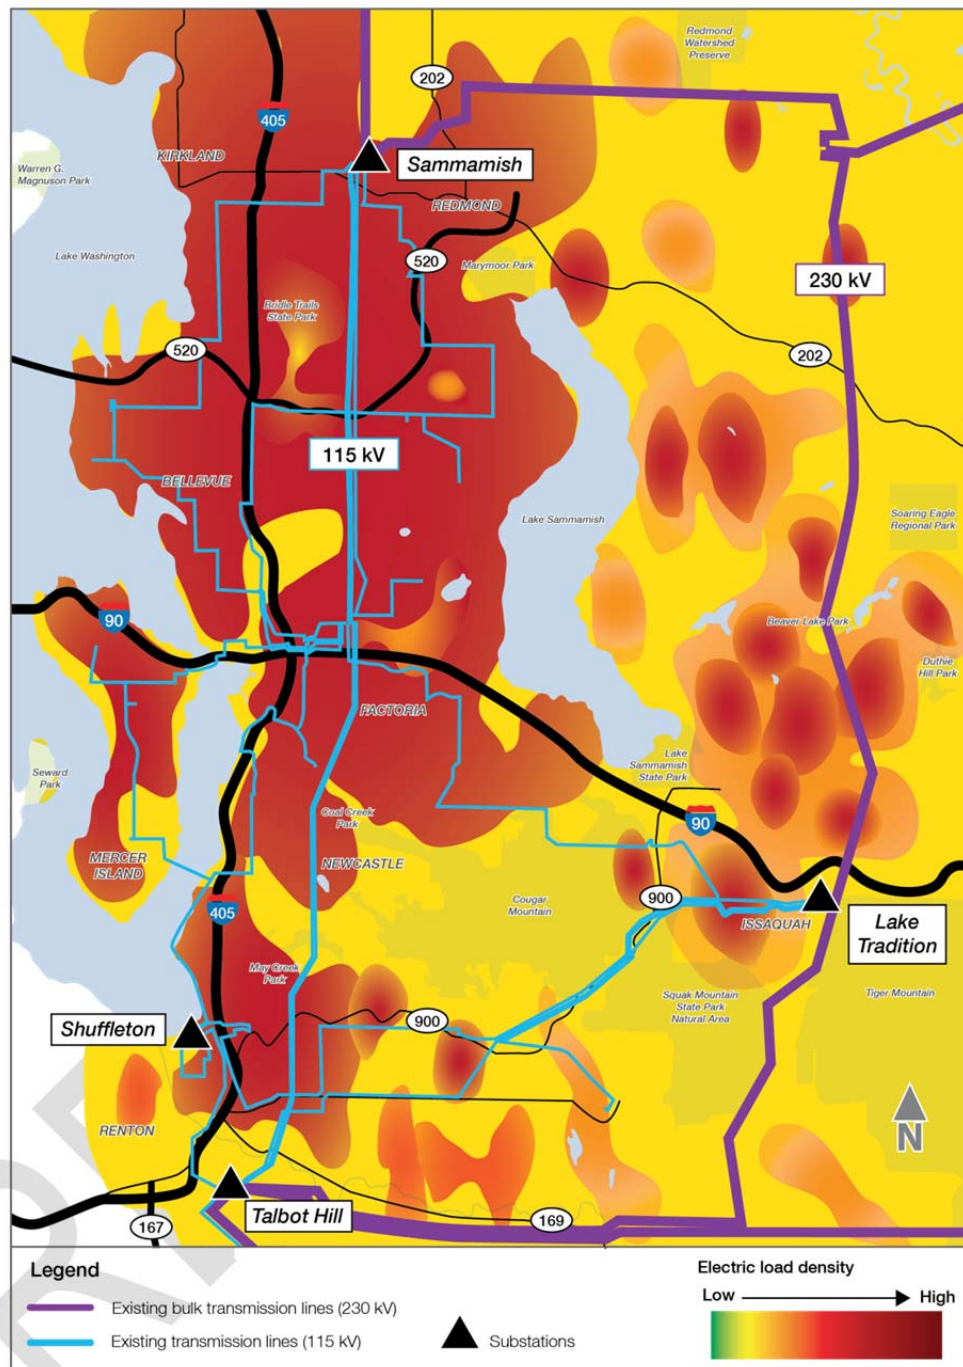 Redmond
Watershed
Preserve
202
405
KIRKLAND
Sammamish
Warren G.
Magnuson Park
REDMOND
Lake Washington
520
Marymoor Park
230 kV
Bridle Trails
State Park
520
202
115 kV
BELLEVUE
Lake Sammamish
Soaring Eagle
Regional Park
90
Beaver Lake Park
Duthie
Hill Park
FACTORIA
Lake
Sammamish
State Park
Seward
Park
Coal Creek
Park
90
MERCER
ISLAND
NEWCASTLE
900
Cougar
Mountain
405
ISSAQUAH
Lake
Tradition
May Creek
Park
Squak Mountain
State Park
Natural Area
Tiger Mountain
Shuffleton
900
RENTON
N
Talbot Hill
167
169
Legend
Existing bulk transmission lines (230 kV)
Existing transmission lines (115 kV)
Substations
Electric load density
Low
High